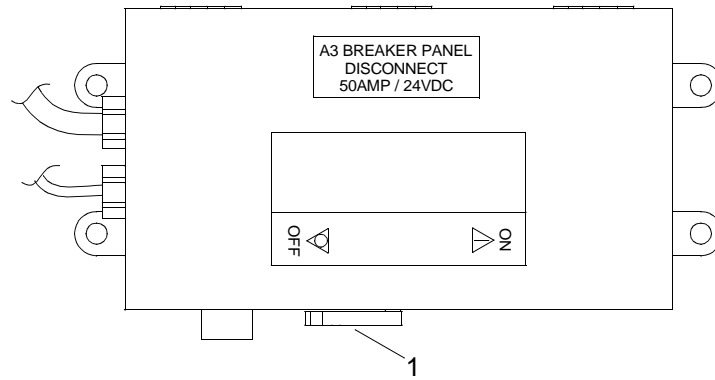 A3 BREAKER PANEL
DISCONNECT
50AMP / 24VDC
OFF
ON
1